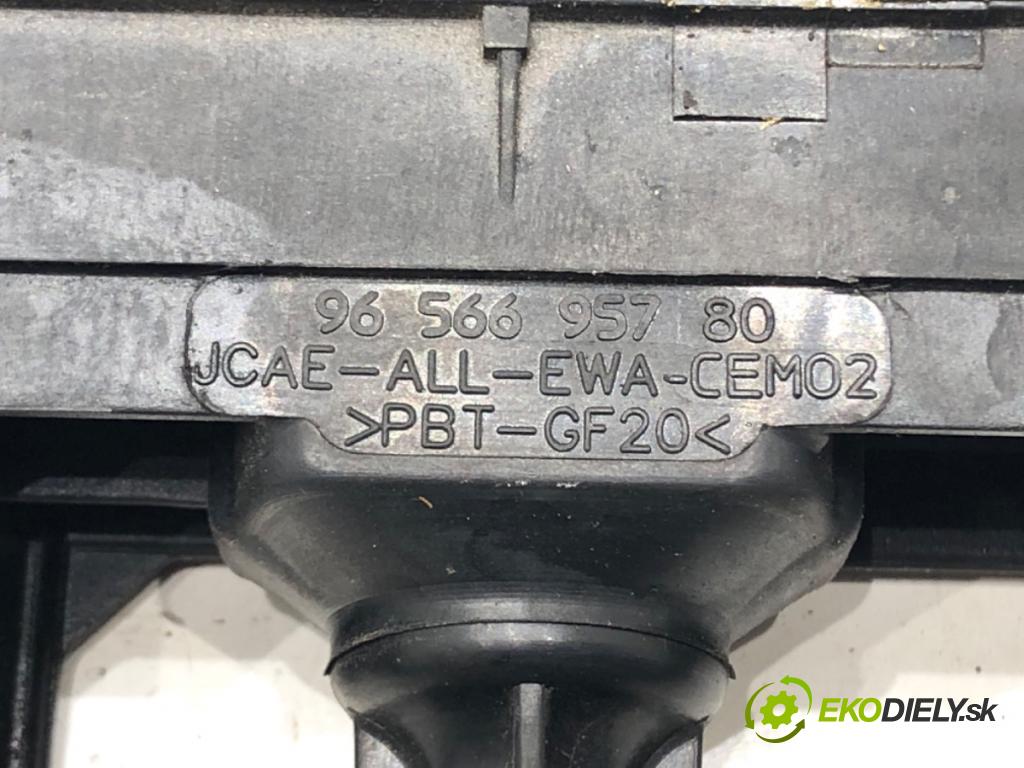 96 566 957 80
JCAE-ALL-EWA-CEM02
>PBT-GF20<
EKODIELY.sk